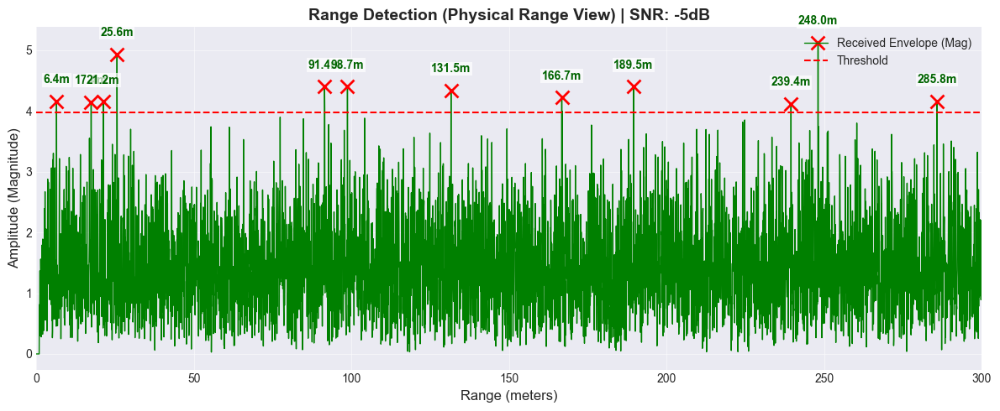 Range Detection (Physical Range View) | SNR: -5dB
248.0m
25.6m
6.4m
21.2m
91.4
98.7m
131.5m
166.7m
189.5m
239.4m
285.8m
Received Envelope (Mag)
Threshold
Amplitude (Magnitude)
5
4
3
2
1
0
0
50
100
150
200
250
300
Range (meters)